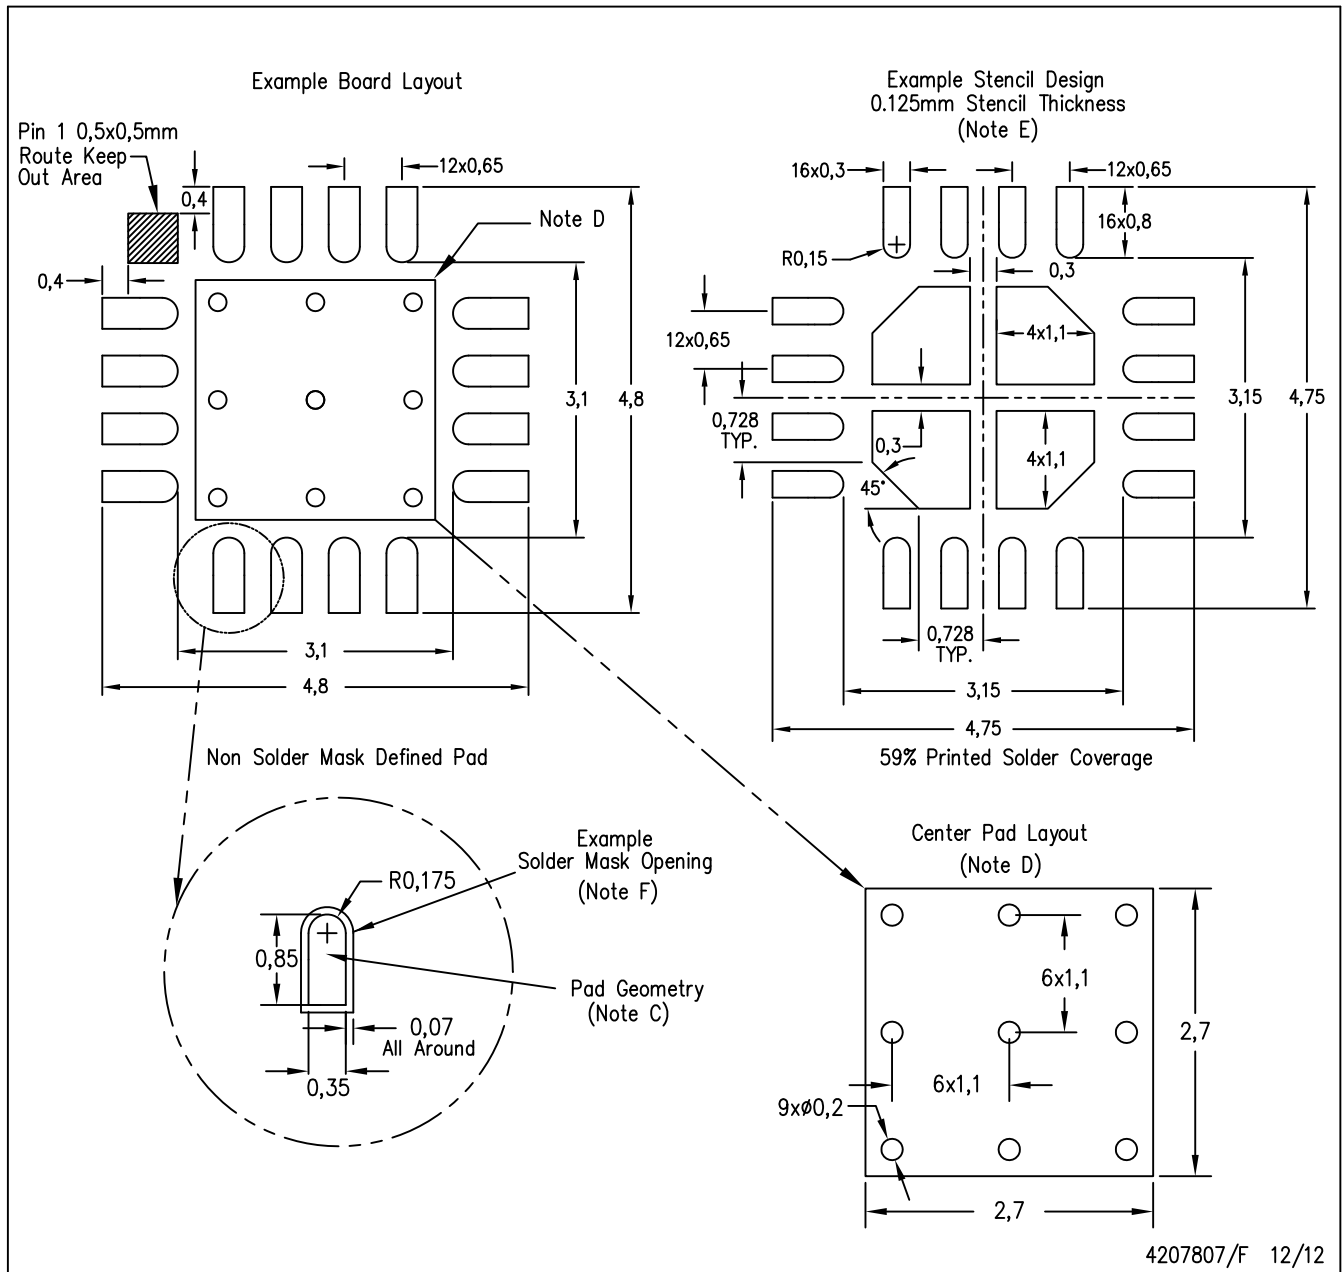 Example Board Layout
Pin 1 0,5x0,5mm
Route Keep
Out Area
0,4
12x0,65
Note D
0,4
3,1
4,8
3,1
4,8
Example Stencil Design
0.125mm Stencil Thickness
(Note E)
16x0,3
12x0,65
16x0,8
R0,15
0,3
12x0,65
4x1,1
3,15
4,75
0,728
TYP.
0,3
4x1,1
45°
0,728
TYP.
3,15
4,75
59% Printed Solder Coverage
Non Solder Mask Defined Pad
Example
Solder Mask Opening
(Note F)
R0,175
0,85
Pad Geometry
(Note C)
0,07
All Around
0,35
Center Pad Layout
(Note D)
6x1,1
2,7
6x1,1
9xø0,2
2,7
4207807/F 12/12